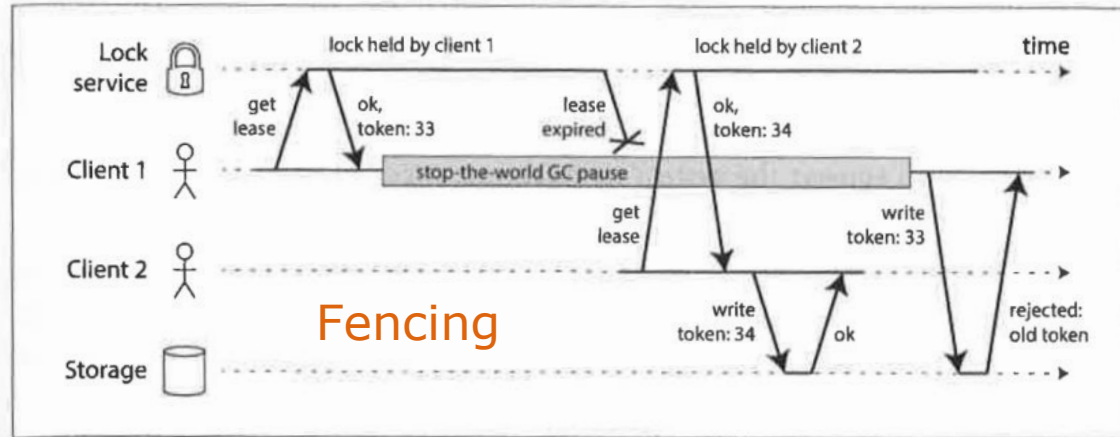 lock held by client 1
lock held by client 2
time
Lock
service
get
lease
ok,
token: 33
lease
expired
ok,
token: 34
Client 1
stop-the-world GC pause
get
lease
write
token: 33
Client 2
Fencing
write
token: 34
ok
rejected:
old token
Storage